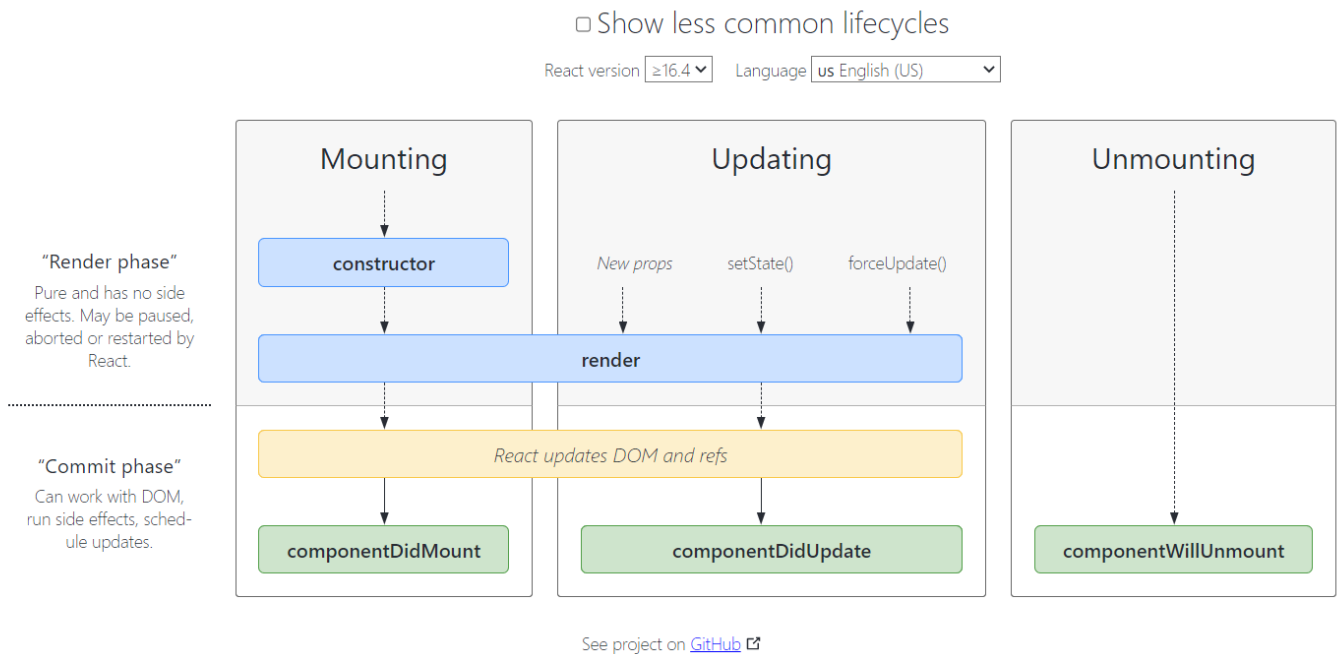 Show less common lifecycles
React version ≥16.4 Language us English (US)
Mounting
Updating
Unmounting
“Render phase”
Pure and has no side
effects. May be paused,
aborted or restarted by
React.
constructor
New props
setState()
forceUpdate()
render
“Commit phase”
Can work with DOM,
run side effects, sched-
ule updates.
React updates DOM and refs
componentDidMount
componentDidUpdate
componentWillUnmount
See project on GitHub